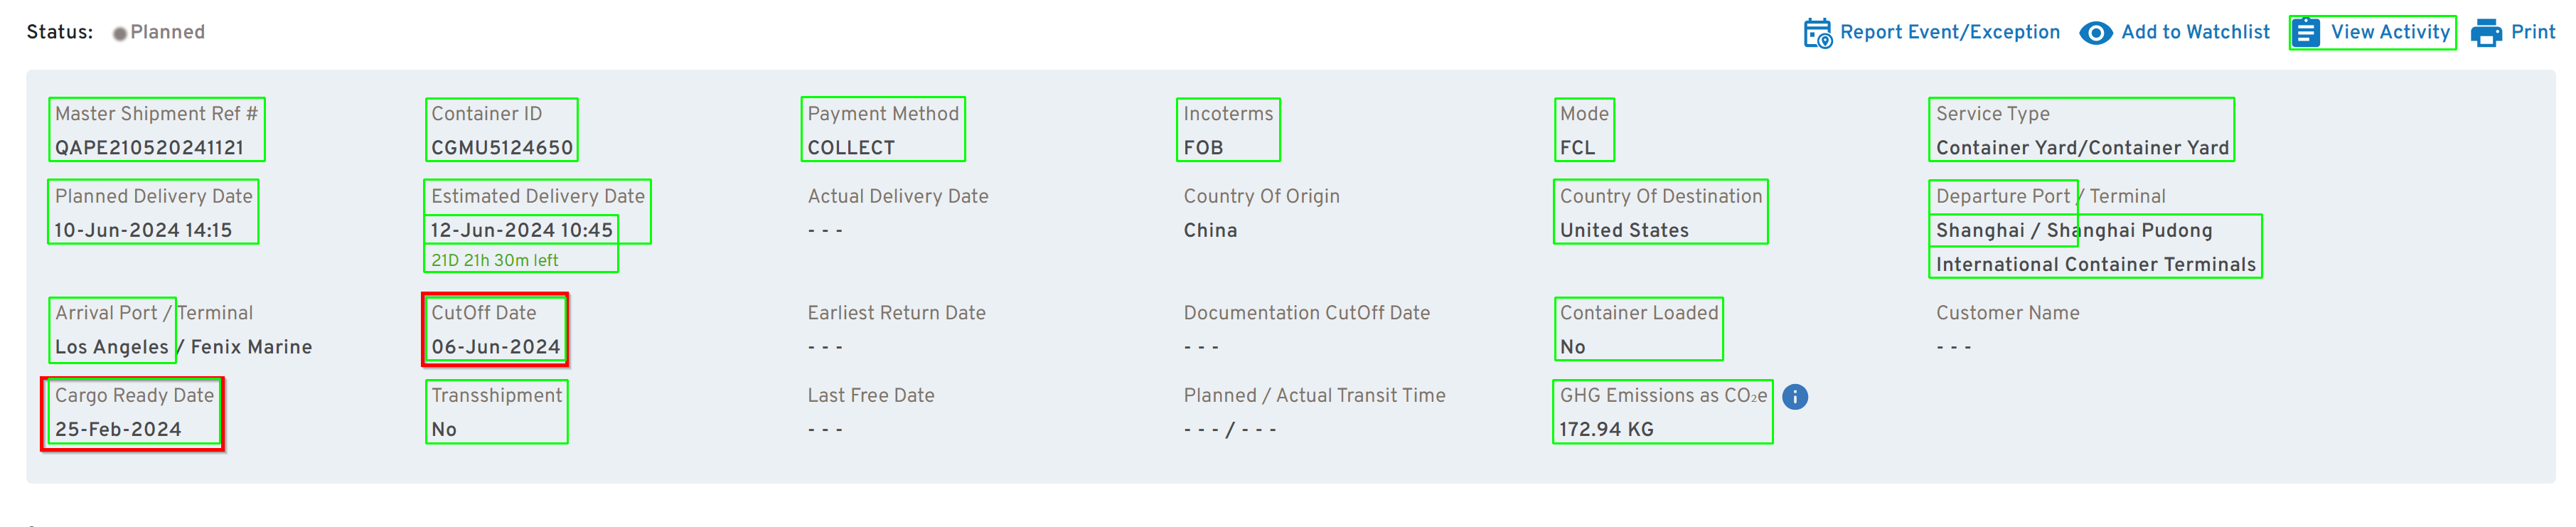 Status: Planned Report Event/Exception Add to Watchlist View Activity Print
Master Shipment Ref # Container ID Payment Method Incoterms Mode Service Type
QAPE210520241121 CGMU5124650 COLLECT FOB FCL Container Yard/Container Yard
Planned Delivery Date Estimated Delivery Date Actual Delivery Date Country Of Origin Country Of Destination Departure Port / Terminal
10-Jun-2024 14:15 12-Jun-2024 10:45 - - - China United States Shanghai / Shanghai Pudong
21D 21h 30m left International Container Terminals
Arrival Port / Terminal CutOff Date Earliest Return Date Documentation CutOff Date Container Loaded Customer Name
Los Angeles / Fenix Marine 06-Jun-2024 - - - - - - No - - -
Cargo Ready Date Transshipment Last Free Date Planned / Actual Transit Time GHG Emissions as CO₂e
25-Feb-2024 No - - - - - - / - - - 172.94 KG